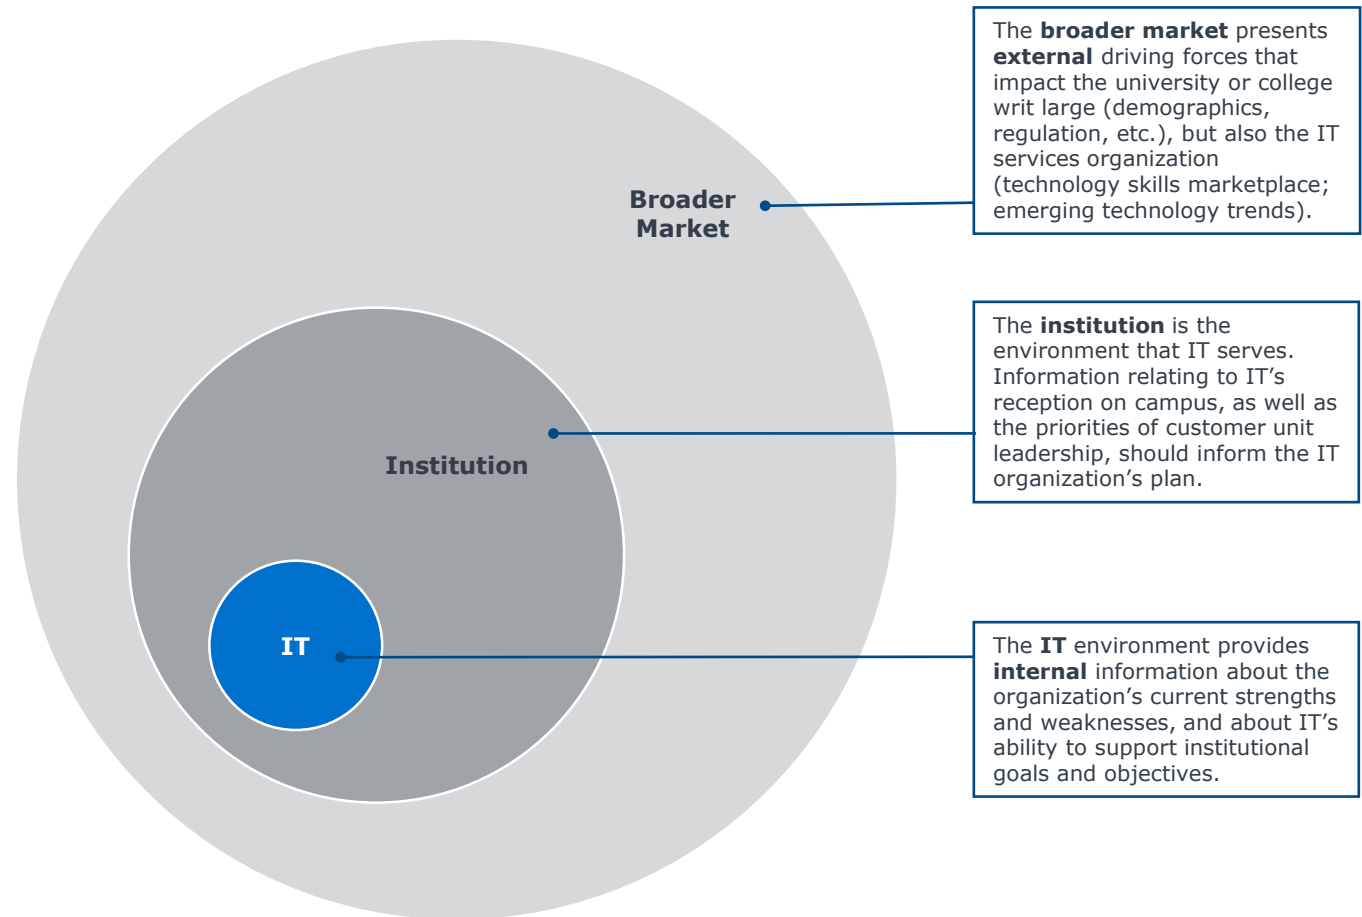 The broader market presents
external driving forces that
impact the university or college
writ large (demographics,
regulation, etc.), but also the IT
services organization
(technology skills marketplace;
emerging technology trends).
Broader
Market
The institution is the
environment that IT serves.
Information relating to IT’s
reception on campus, as well as
the priorities of customer unit
leadership, should inform the IT
organization’s plan.
Institution
The IT environment provides
internal information about the
organization’s current strengths
and weaknesses, and about IT’s
ability to support institutional
goals and objectives.
IT